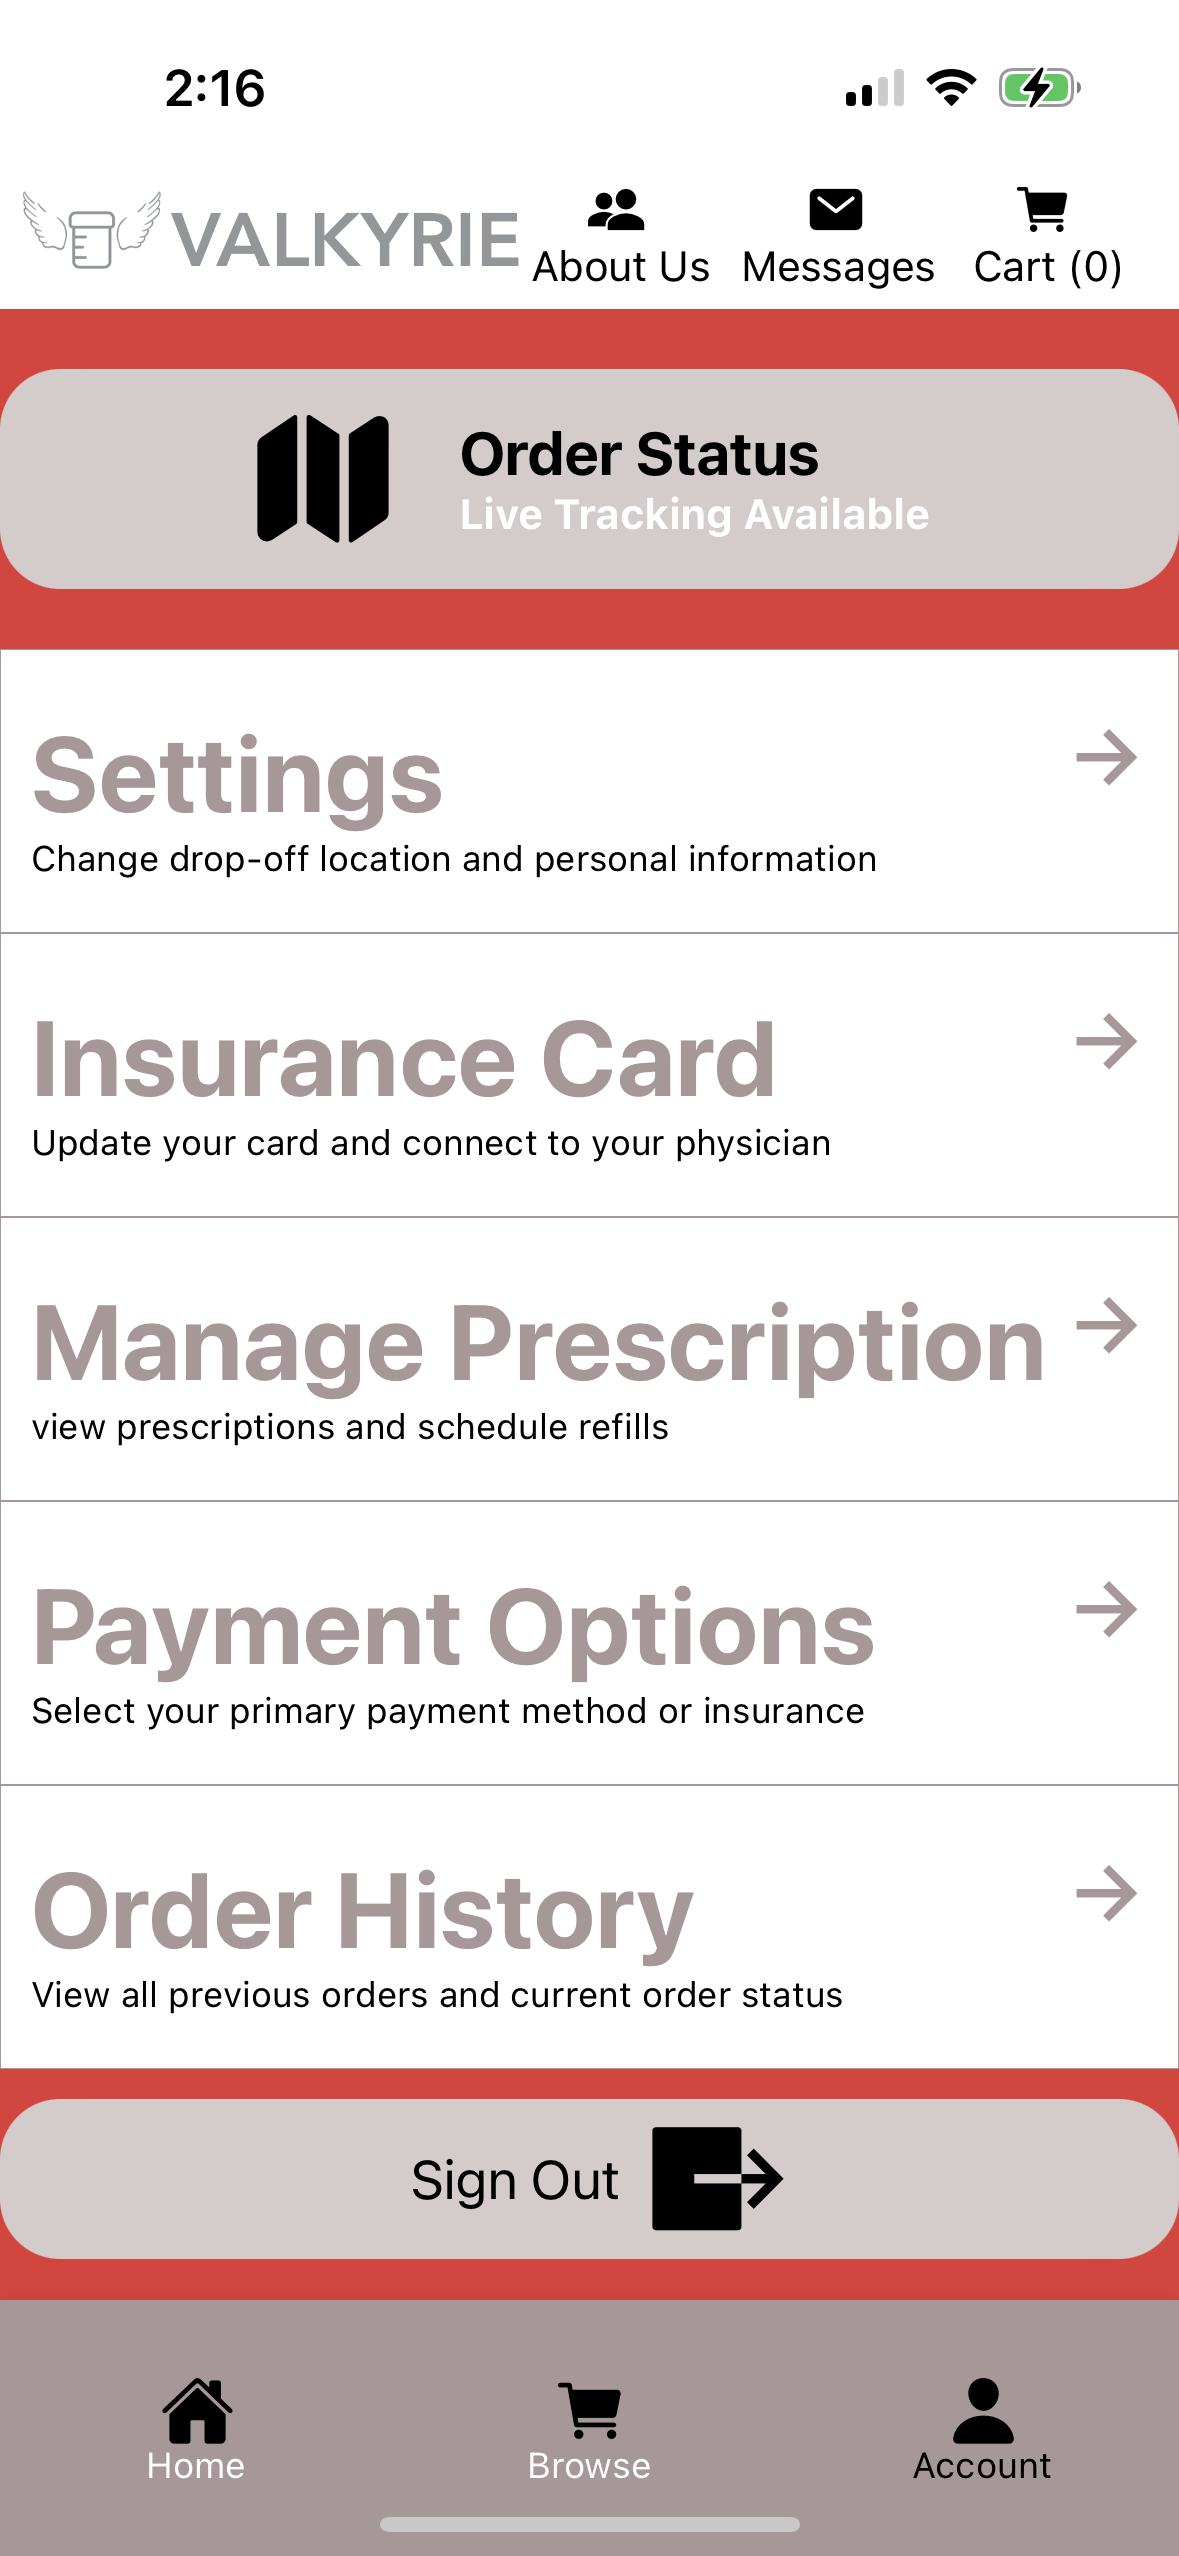 2:16
VALKYRIE
About Us
Messages
Cart (0)
Order Status
Live Tracking Available
Settings
Change drop-off location and personal information
Insurance Card
Update your card and connect to your physician
Manage Prescription
view prescriptions and schedule refills
Payment Options
Select your primary payment method or insurance
Order History
View all previous orders and current order status
Sign Out
Home
Browse
Account